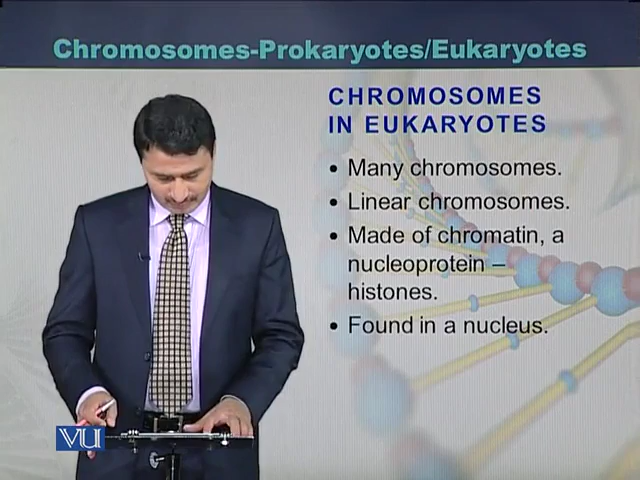 Chromosomes-Prokaryotes/Eukaryotes
CHROMOSOMES
IN EUKARYOTES
• Many chromosomes.
• Linear chromosomes.
• Made of chromatin, a
nucleoprotein –
histones.
• Found in a nucleus.
VU